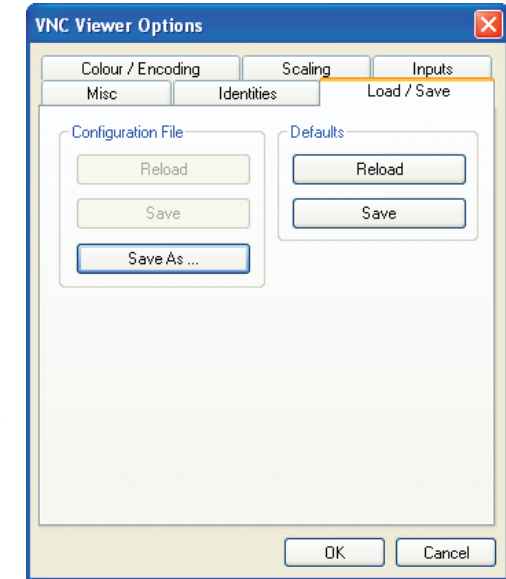 VNC Viewer Options
Colour / Encoding Scaling Inputs
Misc Identities Load / Save
Configuration File Defaults
Reload Reload
Save Save
Save As ...
OK Cancel